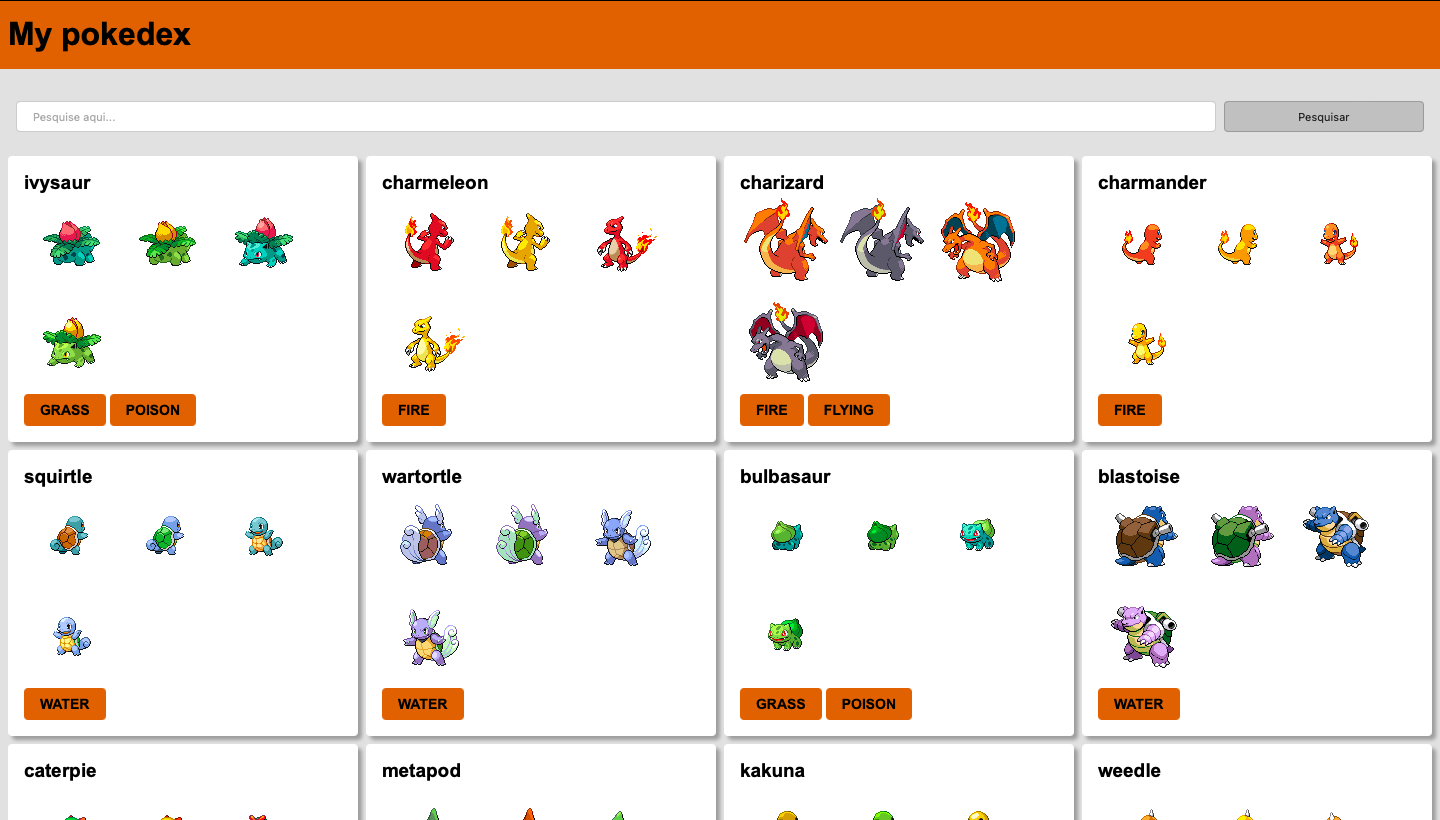 My pokedex
Pesquise aqui...
Pesquisar
ivysaur
GRASS POISON
charmeleon
FIRE
charizard
FIRE FLYING
charmander
FIRE
squirtle
WATER
wartortle
WATER
bulbasaur
GRASS POISON
blastoise
WATER
caterpie
metapod
kakuna
weedle